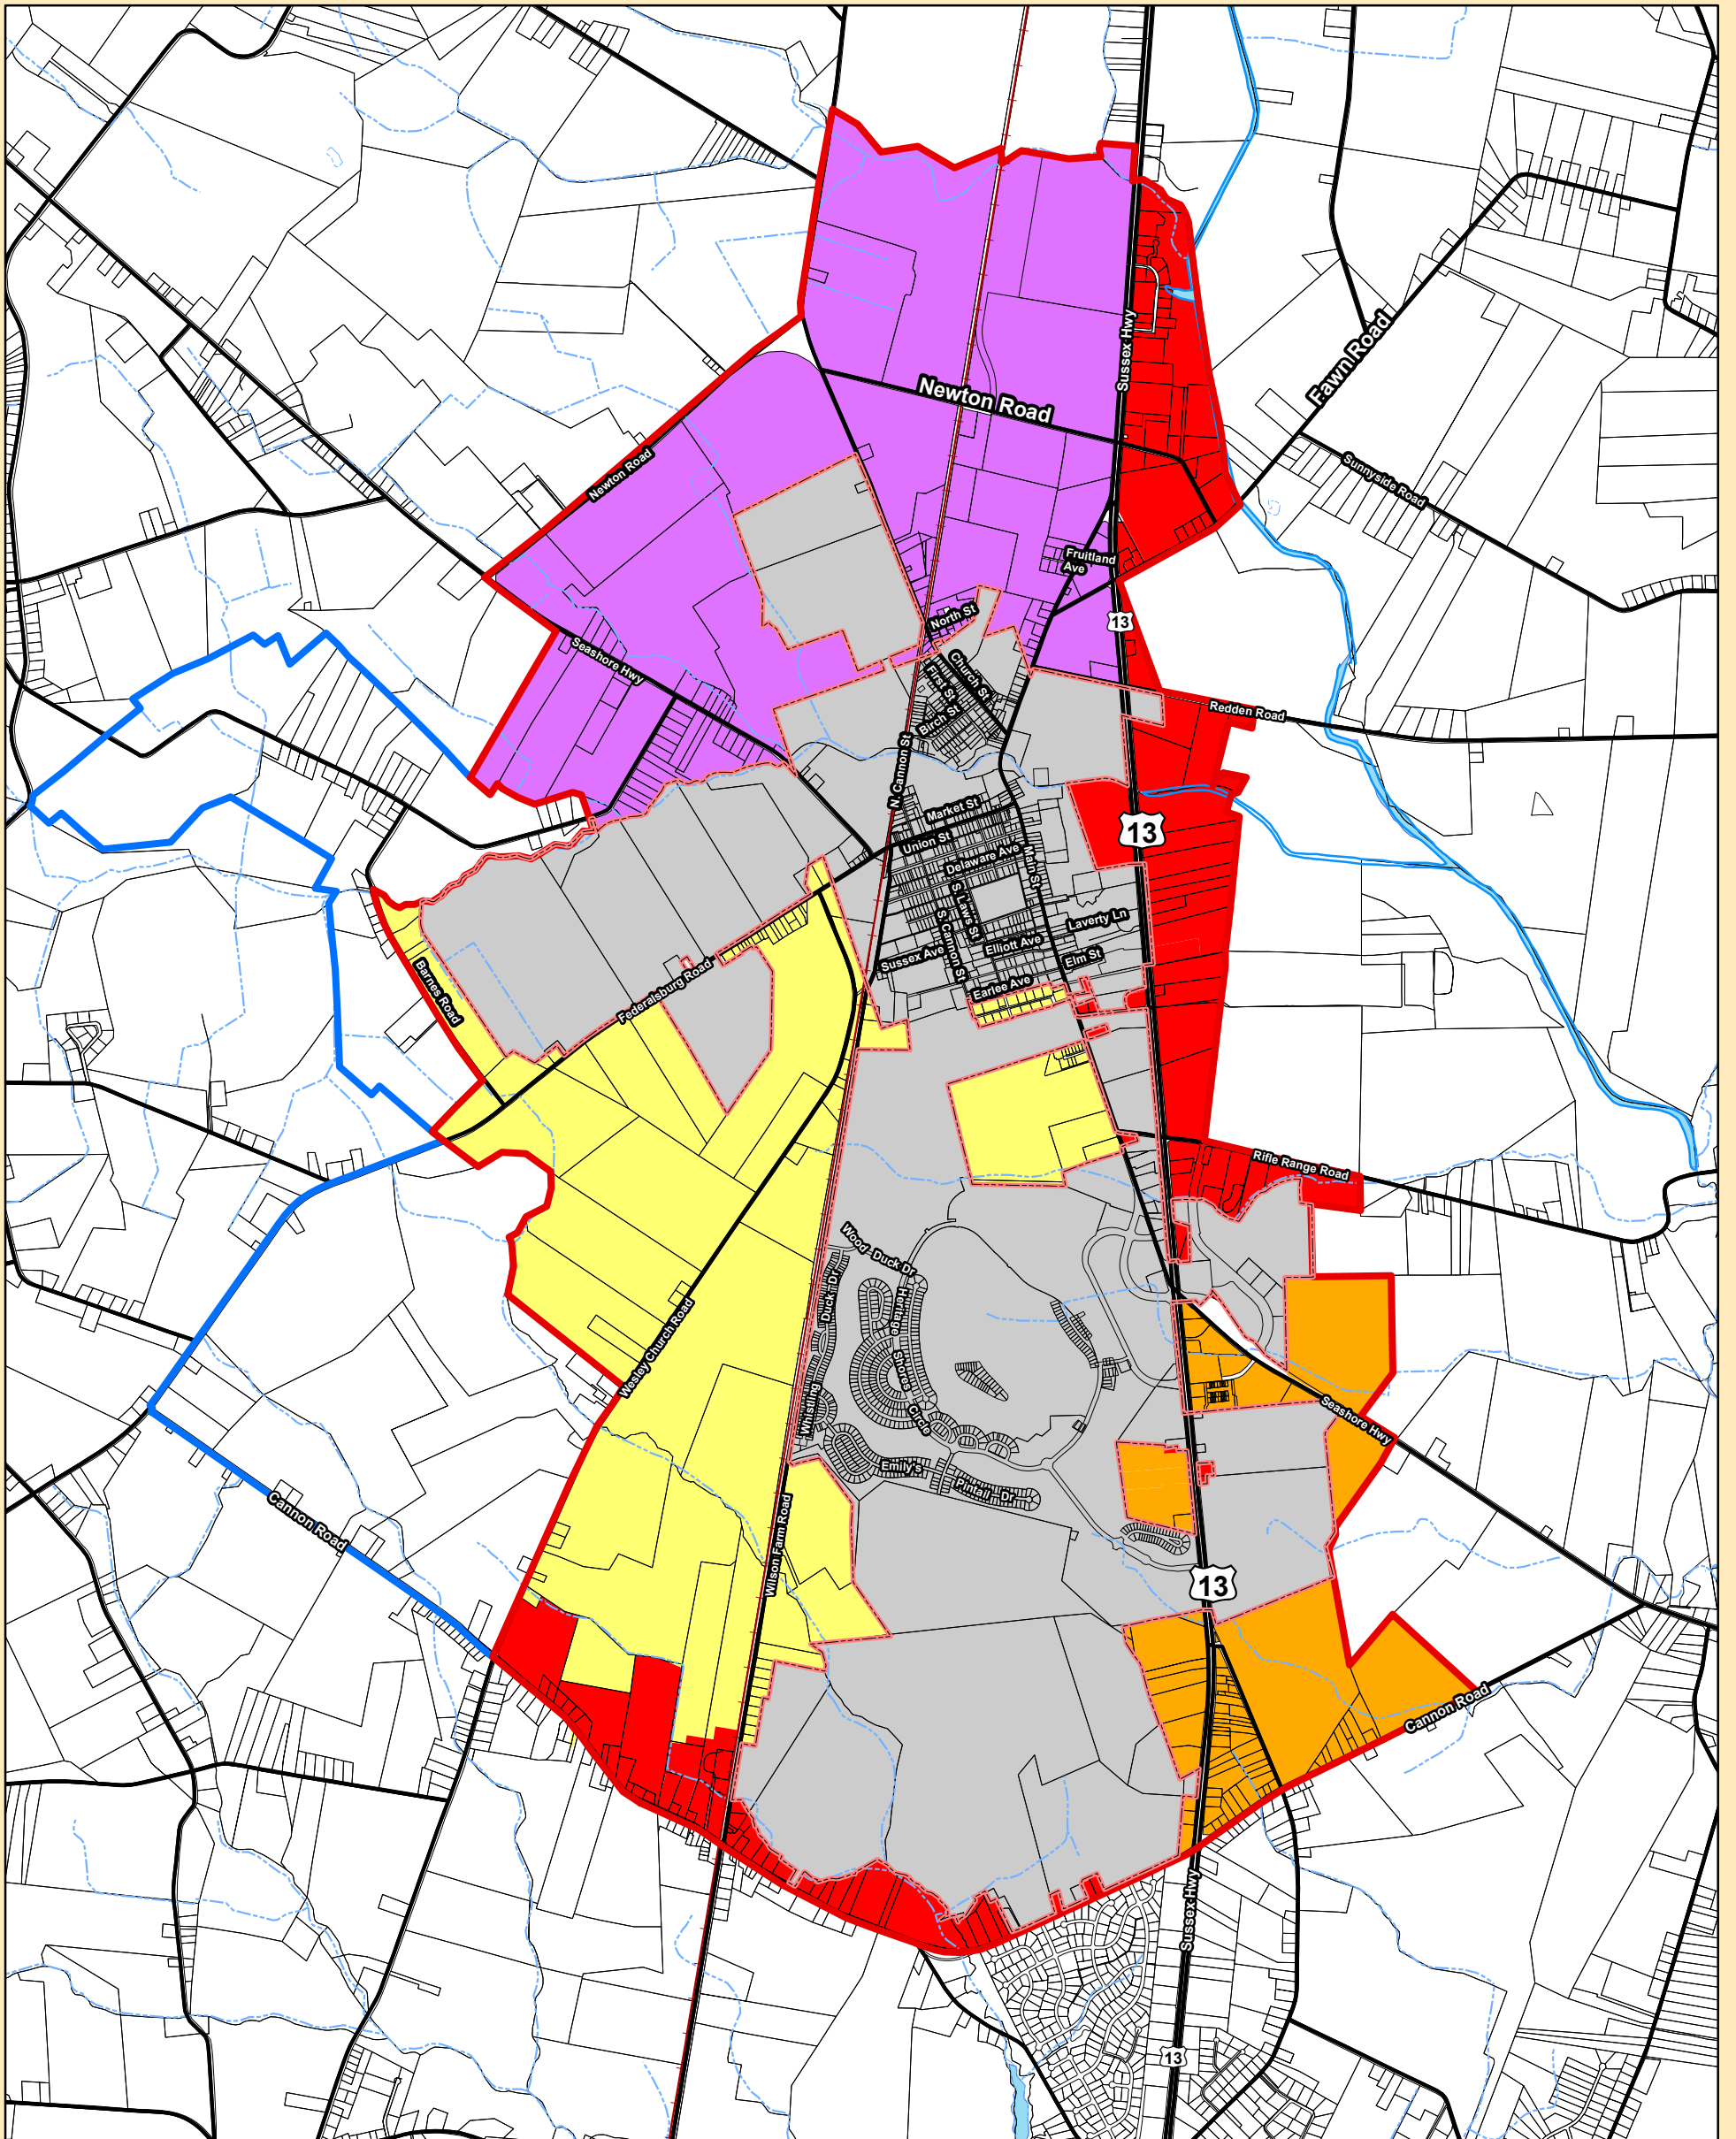 Sussex Hwy
Fawn Road
Newton Road
Newton Road
Sunnyside Road
Fruitland
Ave
North St
13
Seashore Hwy
Church St
First St
Birch St
Redden Road
N. Cannon St
Market St
13
Union St
Delaware Ave
Main St
S. Laws St
Laverty Ln
S. Cannon St
Elliott Ave
Sussex Ave
Elm St
Barnes Road
Federalsburg Road
Earlee Ave
Rifle Range Road
Wood Duck Dr
Whistling Duck Dr
Heritage Shores Circle
Wesley Church Road
Seashore Hwy
Emily's
Pintail Dr
Cannon Road
Wilson Farm Road
13
Cannon Road
Sussex Hwy
13